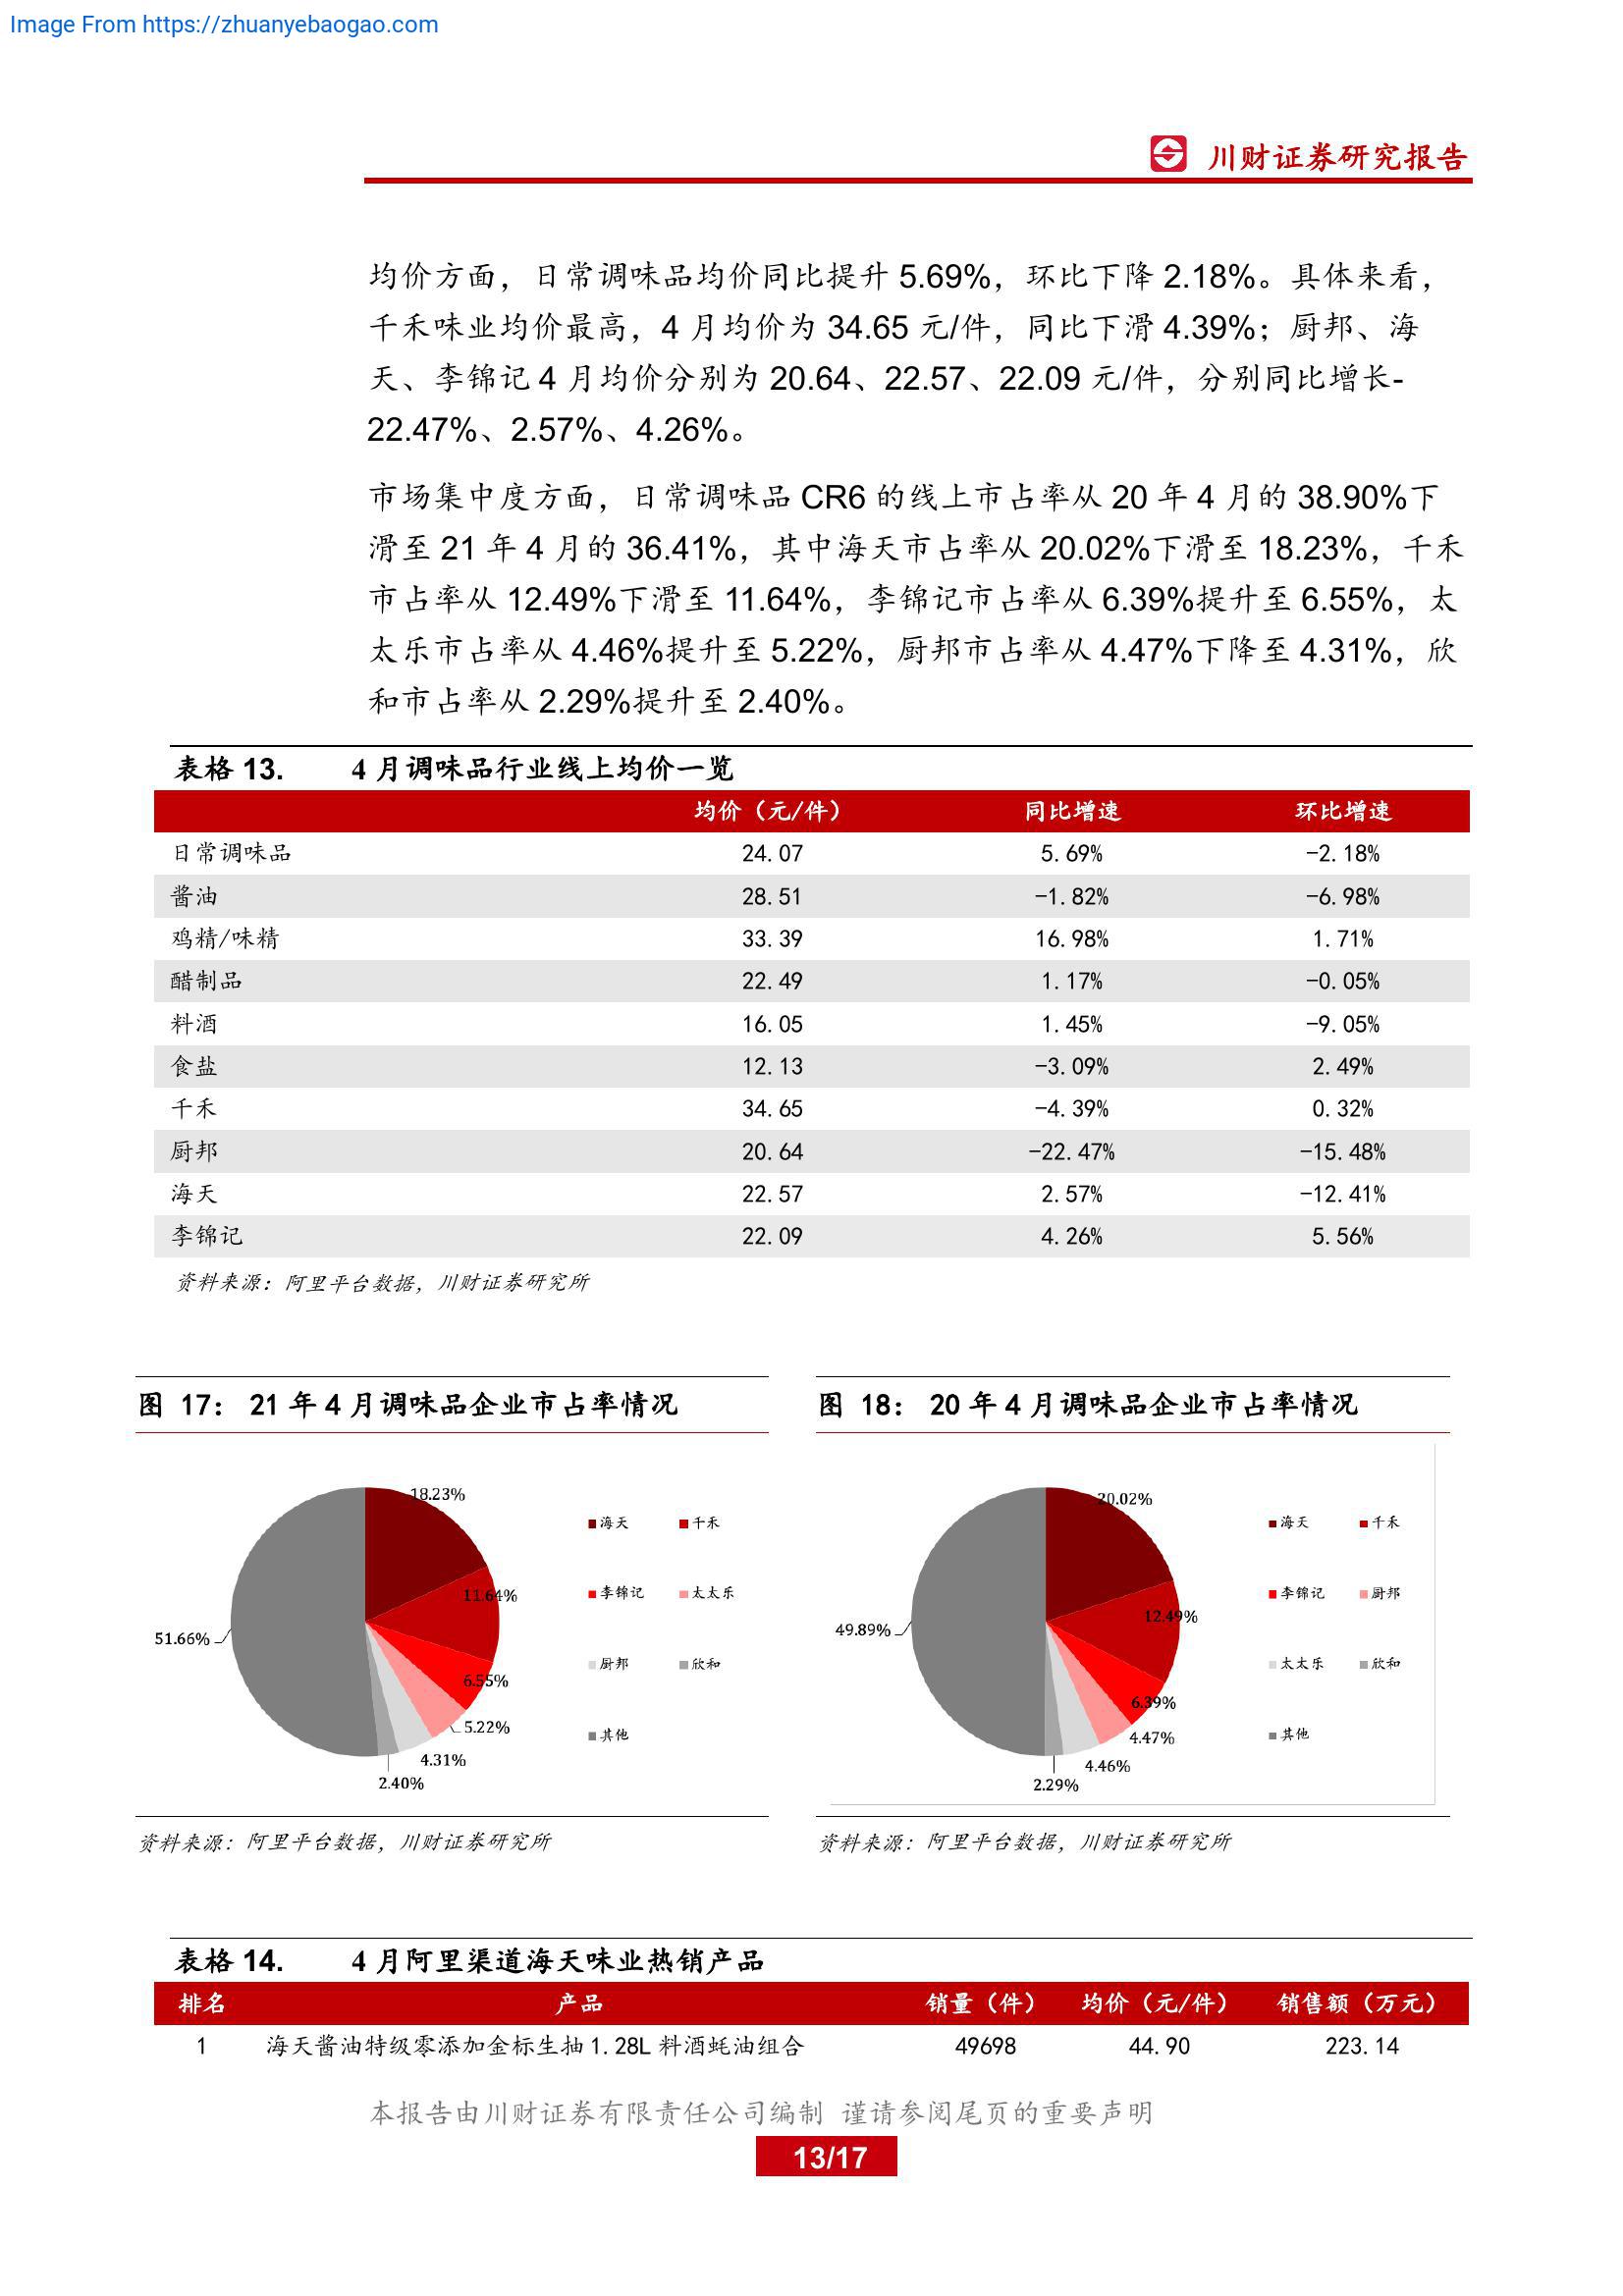 Image From https://zhuanyebaogao.com
川财证券研究报告
均价方面，日常调味品均价同比提升 5.69%，环比下降 2.18%。具体来看，
千禾味业均价最高，4 月均价为 34.65 元/件，同比下滑 4.39%；厨邦、海
天、李锦记 4 月均价分别为 20.64、22.57、22.09 元/件，分别同比增长-
22.47%、2.57%、4.26%。
市场集中度方面，日常调味品 CR6 的线上市占率从 20 年 4 月的 38.90%下
滑至 21 年 4 月的 36.41%，其中海天市占率从 20.02%下滑至 18.23%，千禾
市占率从 12.49%下滑至 11.64%，李锦记市占率从 6.39%提升至 6.55%，太
太乐市占率从 4.46%提升至 5.22%，厨邦市占率从 4.47%下降至 4.31%，欣
和市占率从 2.29%提升至 2.40%。
表格 13. 4 月调味品行业线上均价一览
均价（元/件） 同比增速 环比增速
日常调味品 24.07 5.69% -2.18%
酱油 28.51 -1.82% -6.98%
鸡精/味精 33.39 16.98% 1.71%
醋制品 22.49 1.17% -0.05%
料酒 16.05 1.45% -9.05%
食盐 12.13 -3.09% 2.49%
千禾 34.65 -4.39% 0.32%
厨邦 20.64 -22.47% -15.48%
海天 22.57 2.57% -12.41%
李锦记 22.09 4.26% 5.56%
资料来源：阿里平台数据，川财证券研究所
图 17： 21 年 4 月调味品企业市占率情况
18.23%
11.64%
6.55%
5.22%
4.31%
2.40%
51.66%
海天 千禾
李锦记 太太乐
厨邦 欣和
其他
资料来源：阿里平台数据，川财证券研究所
图 18： 20 年 4 月调味品企业市占率情况
20.02%
12.49%
6.39%
4.47%
4.46%
2.29%
49.89%
海天 千禾
李锦记 厨邦
太太乐 欣和
其他
资料来源：阿里平台数据，川财证券研究所
表格 14. 4 月阿里渠道海天味业热销产品
排名 产品 销量（件） 均价（元/件） 销售额（万元）
1 海天酱油特级零添加金标生抽 1.28L 料酒蚝油组合 49698 44.90 223.14
本报告由川财证券有限责任公司编制 谨请参阅尾页的重要声明
13/17